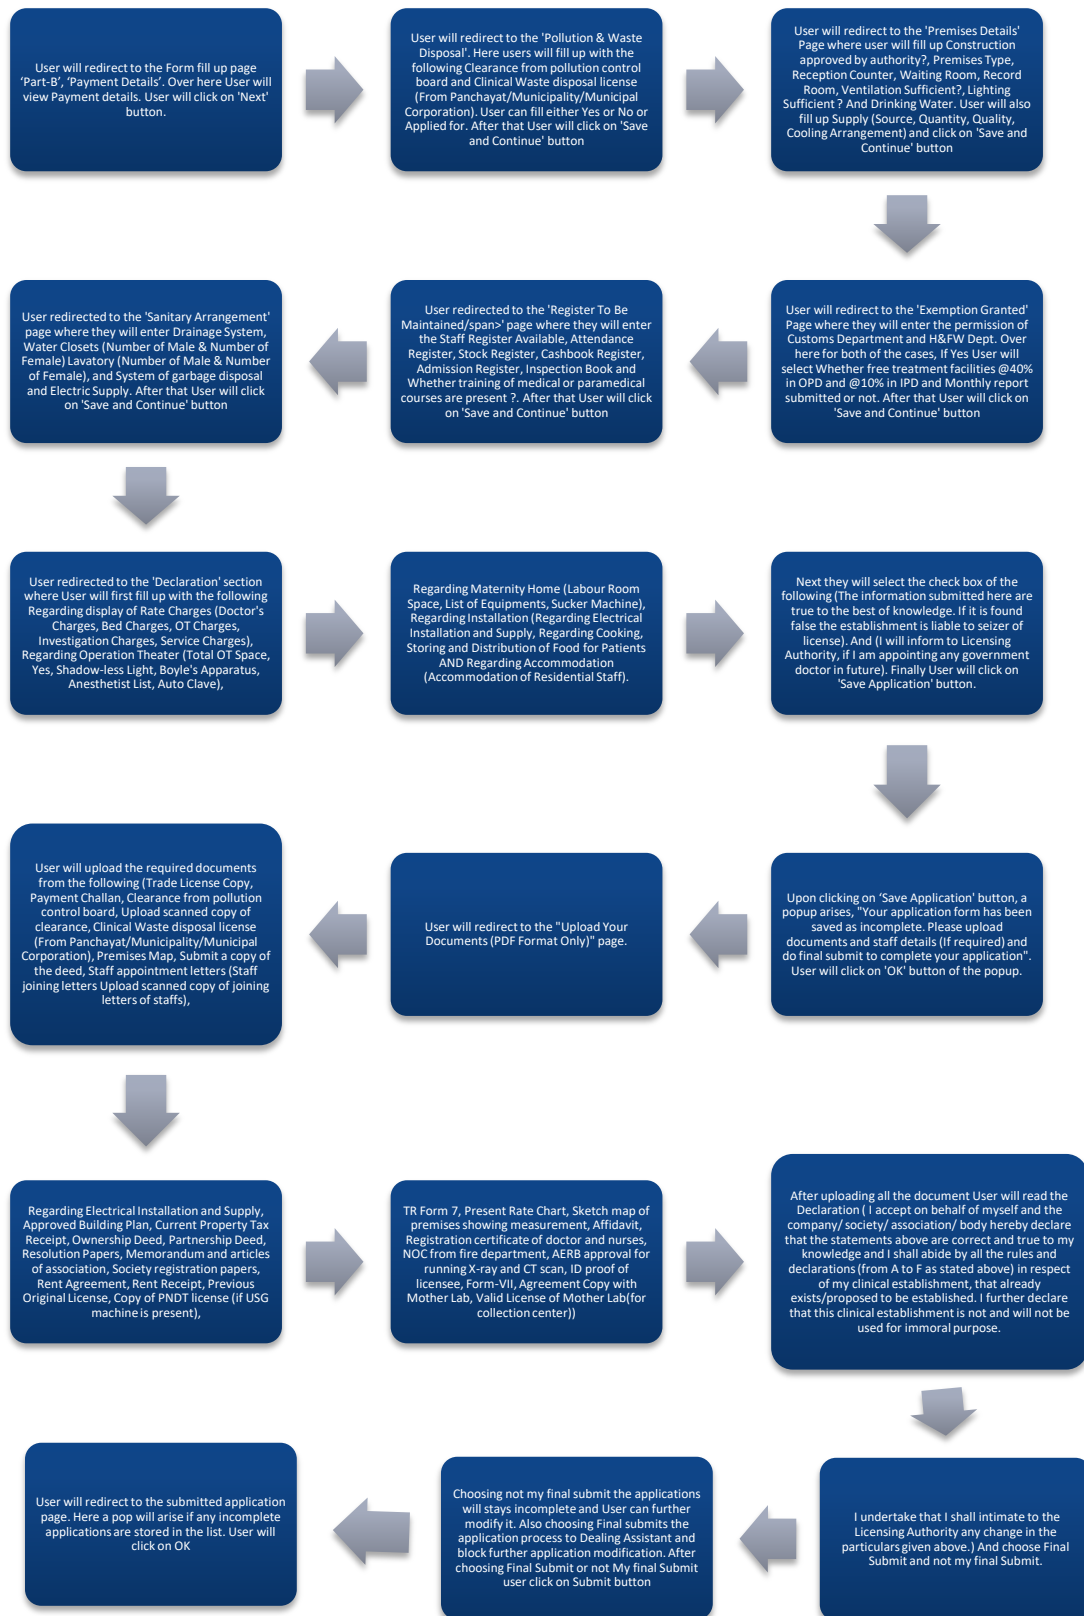 User will redirect to the Form fill up page
‘Part-B’, ‘Payment Details’. Over here User will
view Payment details. User will click on 'Next'
button.
User will redirect to the 'Pollution & Waste
Disposal'. Here users will fill up with the
following Clearance from pollution control
board and Clinical Waste disposal license
(From Panchayat/Municipality/Municipal
Corporation). User can fill either Yes or No or
Applied for. After that User will click on 'Save
and Continue' button
User will redirect to the 'Premises Details'
Page where user will fill up Construction
approved by authority?, Premises Type,
Reception Counter, Waiting Room, Record
Room, Ventilation Sufficient?, Lighting
Sufficient ? And Drinking Water. User will also
fill up Supply (Source, Quantity, Quality,
Cooling Arrangement) and click on 'Save and
Continue' button
User will redirect to the 'Exemption Granted'
Page where they will enter the permission of
Customs Department and H&FW Dept. Over
here for both of the cases, If Yes User will
select Whether free treatment facilities @40%
in OPD and @10% in IPD and Monthly report
submitted or not. After that User will click on
'Save and Continue' button
User redirected to the 'Register To Be
Maintained/span>' page where they will enter
the Staff Register Available, Attendance
Register, Stock Register, Cashbook Register,
Admission Register, Inspection Book and
Whether training of medical or paramedical
courses are present ?. After that User will click
on 'Save and Continue' button
User redirected to the 'Sanitary Arrangement'
page where they will enter Drainage System,
Water Closets (Number of Male & Number of
Female) Lavatory (Number of Male & Number
of Female), and System of garbage disposal
and Electric Supply. After that User will click
on 'Save and Continue' button
User redirected to the 'Declaration' section
where User will first fill up with the following
Regarding display of Rate Charges (Doctor's
Charges, Bed Charges, OT Charges,
Investigation Charges, Service Charges),
Regarding Operation Theater (Total OT Space,
Yes, Shadow-less Light, Boyle's Apparatus,
Anesthetist List, Auto Clave),
Regarding Maternity Home (Labour Room
Space, List of Equipments, Sucker Machine),
Regarding Installation (Regarding Electrical
Installation and Supply, Regarding Cooking,
Storing and Distribution of Food for Patients
AND Regarding Accommodation
(Accommodation of Residential Staff).
Next they will select the check box of the
following (The information submitted here are
true to the best of knowledge. If it is found
false the establishment is liable to seizer of
license). And (I will inform to Licensing
Authority, if I am appointing any government
doctor in future). Finally User will click on
'Save Application' button.
Upon clicking on ‘Save Application' button, a
popup arises, "Your application form has been
saved as incomplete. Please upload
documents and staff details (If required) and
do final submit to complete your application".
User will click on 'OK' button of the popup.
User will redirect to the "Upload Your
Documents (PDF Format Only)" page.
User will upload the required documents
from the following (Trade License Copy,
Payment Challan, Clearance from pollution
control board, Upload scanned copy of
clearance, Clinical Waste disposal license
(From Panchayat/Municipality/Municipal
Corporation), Premises Map, Submit a copy of
the deed, Staff appointment letters (Staff
joining letters Upload scanned copy of joining
letters of staffs),
Regarding Electrical Installation and Supply,
Approved Building Plan, Current Property Tax
Receipt, Ownership Deed, Partnership Deed,
Resolution Papers, Memorandum and articles
of association, Society registration papers,
Rent Agreement, Rent Receipt, Previous
Original License, Copy of PNDT license (if USG
machine is present),
TR Form 7, Present Rate Chart, Sketch map of
premises showing measurement, Affidavit,
Registration certificate of doctor and nurses,
NOC from fire department, AERB approval for
running X-ray and CT scan, ID proof of
licensee, Form-VII, Agreement Copy with
Mother Lab, Valid License of Mother Lab(for
collection center))
After uploading all the document User will read the
Declaration ( I accept on behalf of myself and the
company/ society/ association/ body hereby declare
that the statements above are correct and true to my
knowledge and I shall abide by all the rules and
declarations (from A to F as stated above) in respect
of my clinical establishment, that already
exists/proposed to be established. I further declare
that this clinical establishment is not and will not be
used for immoral purpose.
I undertake that I shall intimate to the
Licensing Authority any change in the
particulars given above.) And choose Final
Submit and not my final Submit.
Choosing not my final submit the applications
will stays incomplete and User can further
modify it. Also choosing Final submits the
application process to Dealing Assistant and
block further application modification. After
choosing Final Submit or not My final Submit
user click on Submit button
User will redirect to the submitted application
page. Here a pop will arise if any incomplete
applications are stored in the list. User will
click on OK